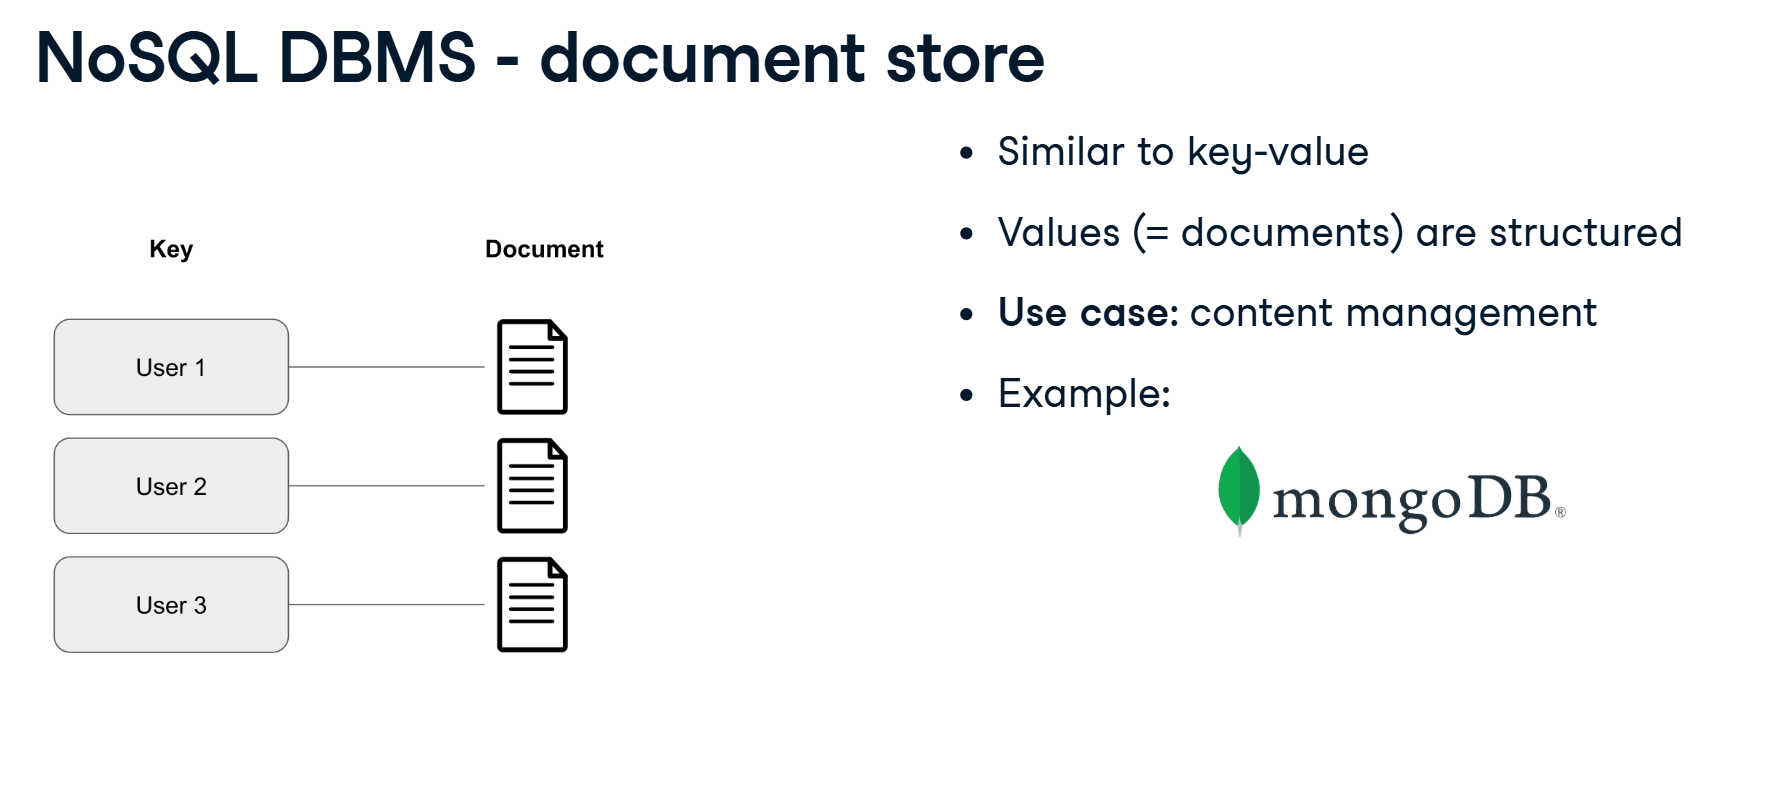 NoSQL DBMS - document store
Key
Document
User 1
User 2
User 3
• Similar to key-value
• Values (= documents) are structured
• Use case: content management
• Example:
mongoDB®